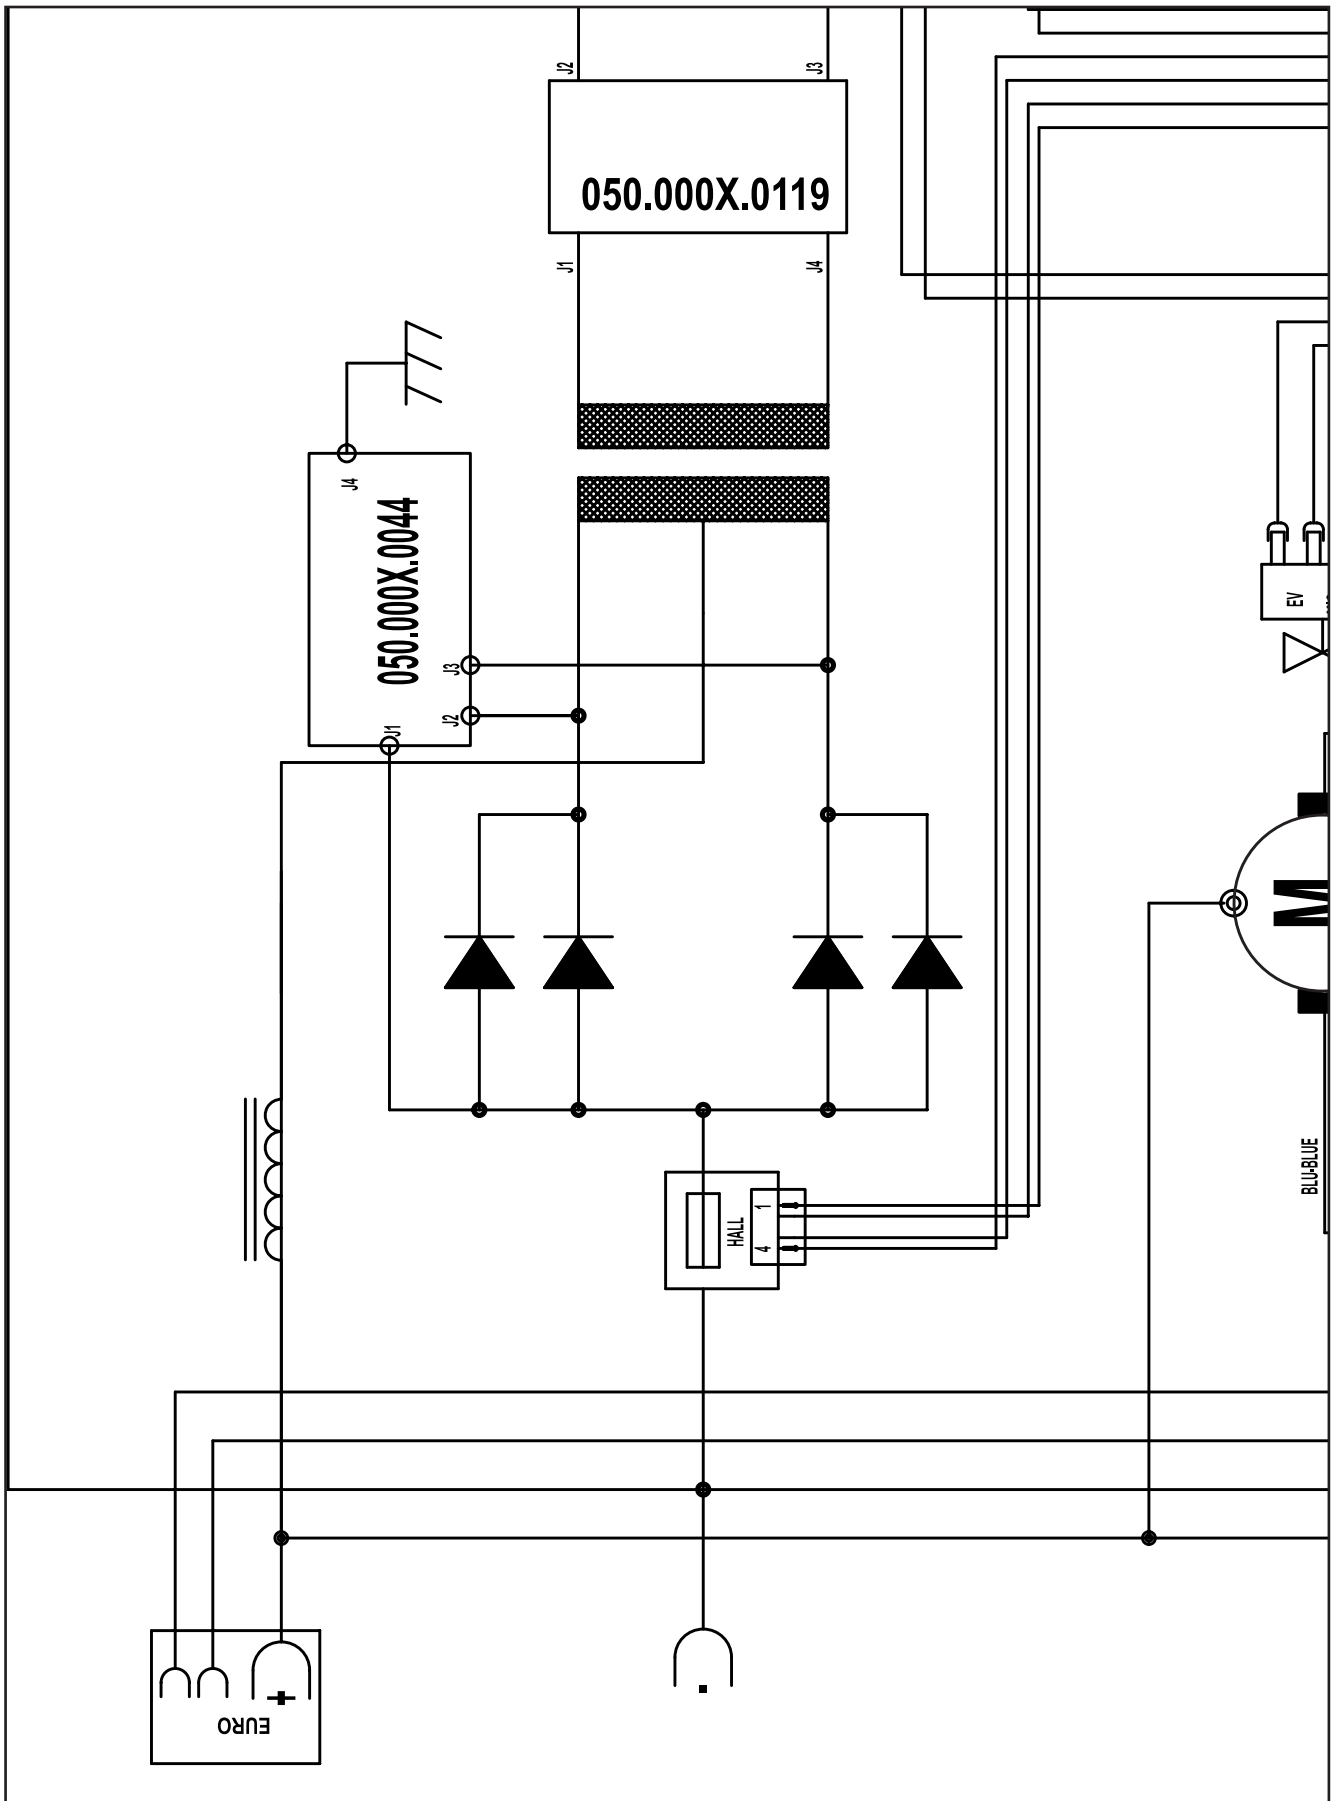 J2
J3
050.000X.0119
J1
J4
J4
050.000X.0044
J3
J2
J1
EV
M
HALL
1
4
BLU-BLUE
+
-
EURO